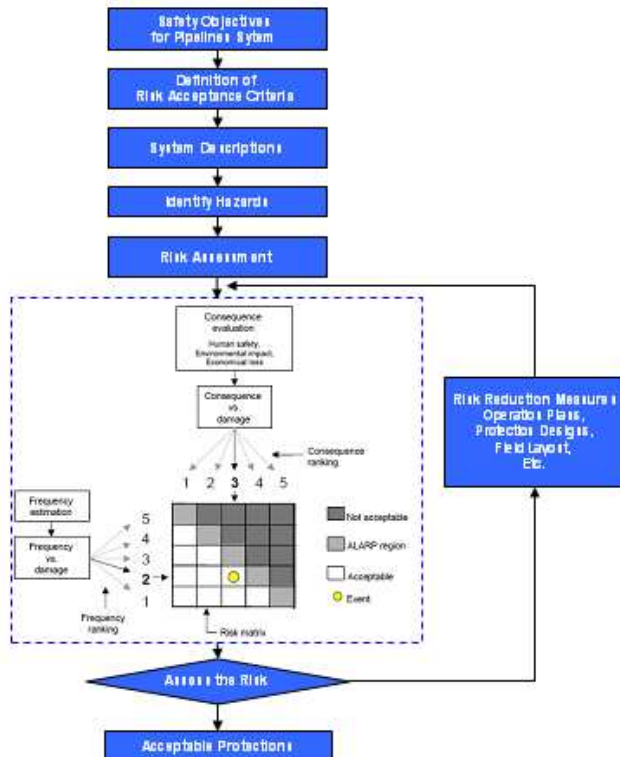 Safety Objectives
for Pipelines Sytem
Definition of
Risk Acceptance Criteria
System Descriptions
Identify Hazards
Risk Assessment
Consequence
evaluation
Human safety,
Environmental impact,
Economical loss
Consequence
vs.
damage
Consequence
ranking
1 2 3 4 5
Frequency
estimation
Frequency
vs.
damage
Frequency
ranking
5
4
3
2
1
Not acceptable
ALARP region
Acceptable
Event
Risk matrix
Risk Reduction Measures
Operation Plans,
Protection Designs,
Field Layout,
Etc.
Assess the Risk
Acceptable Protections